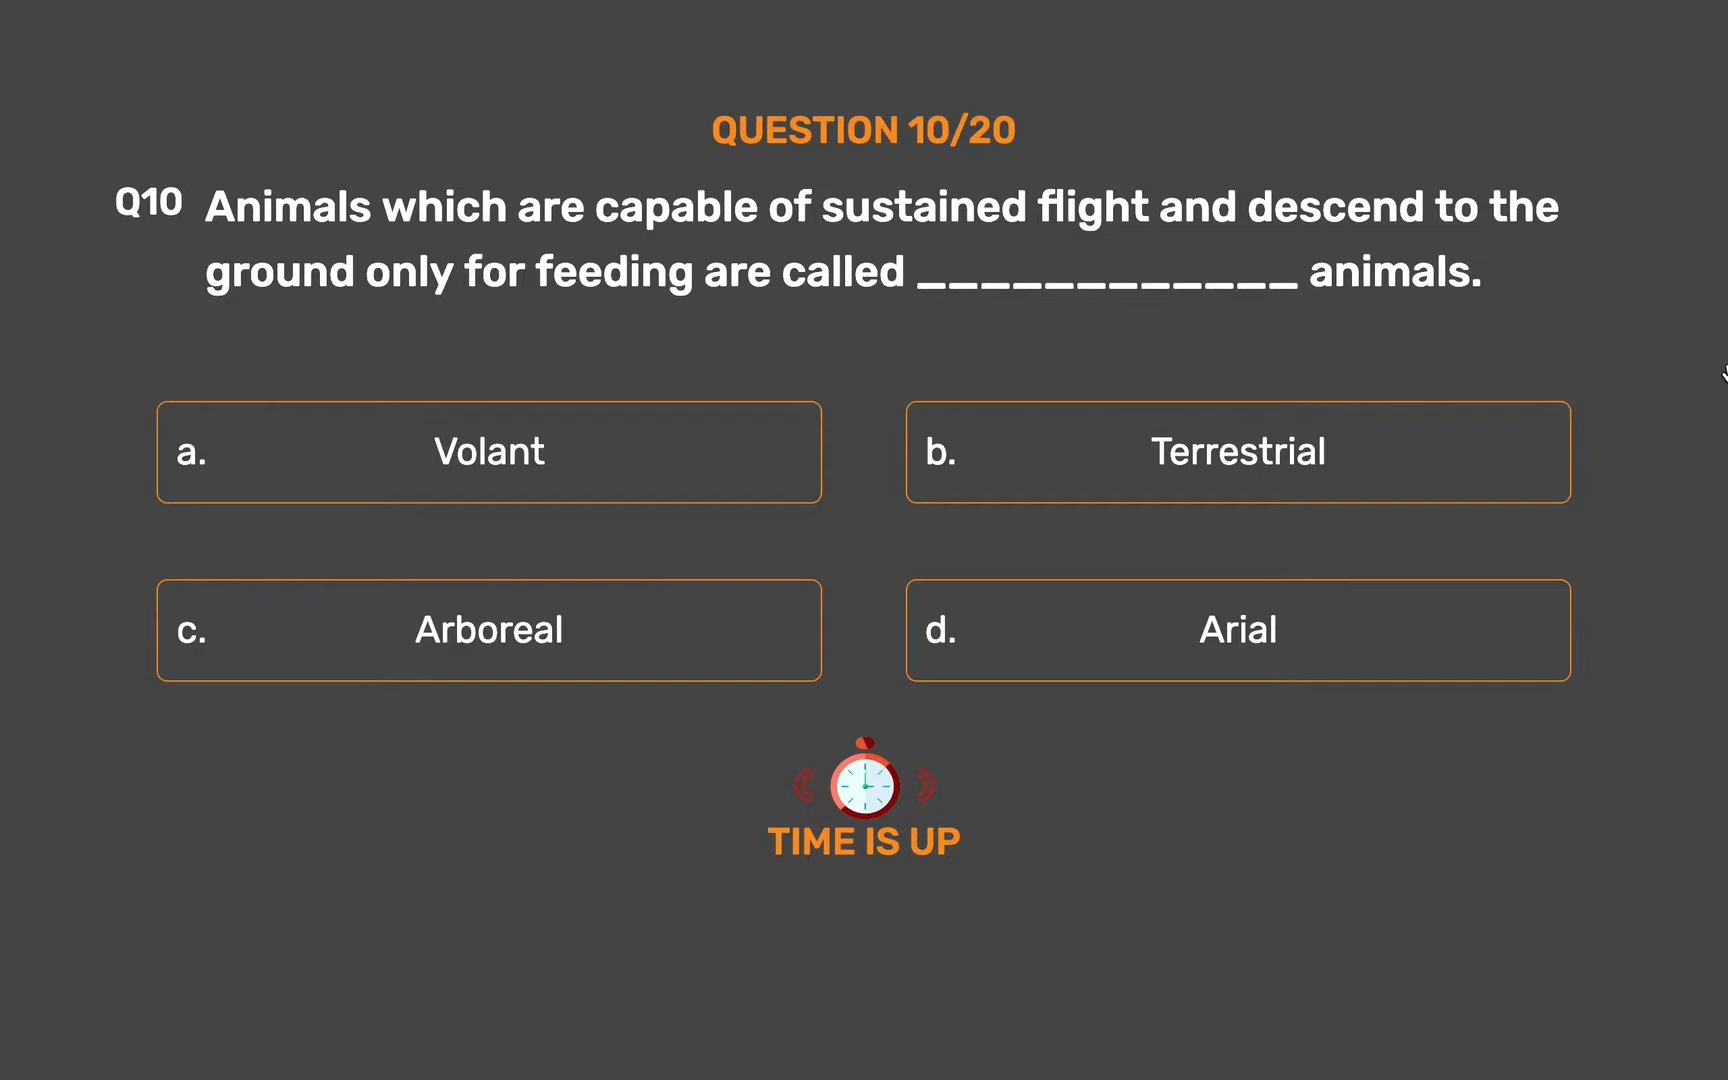 QUESTION 10/20
Q10 Animals which are capable of sustained flight and descend to the
ground only for feeding are called ____________ animals.
a. Volant
b. Terrestrial
c. Arboreal
d. Arial
TIME IS UP